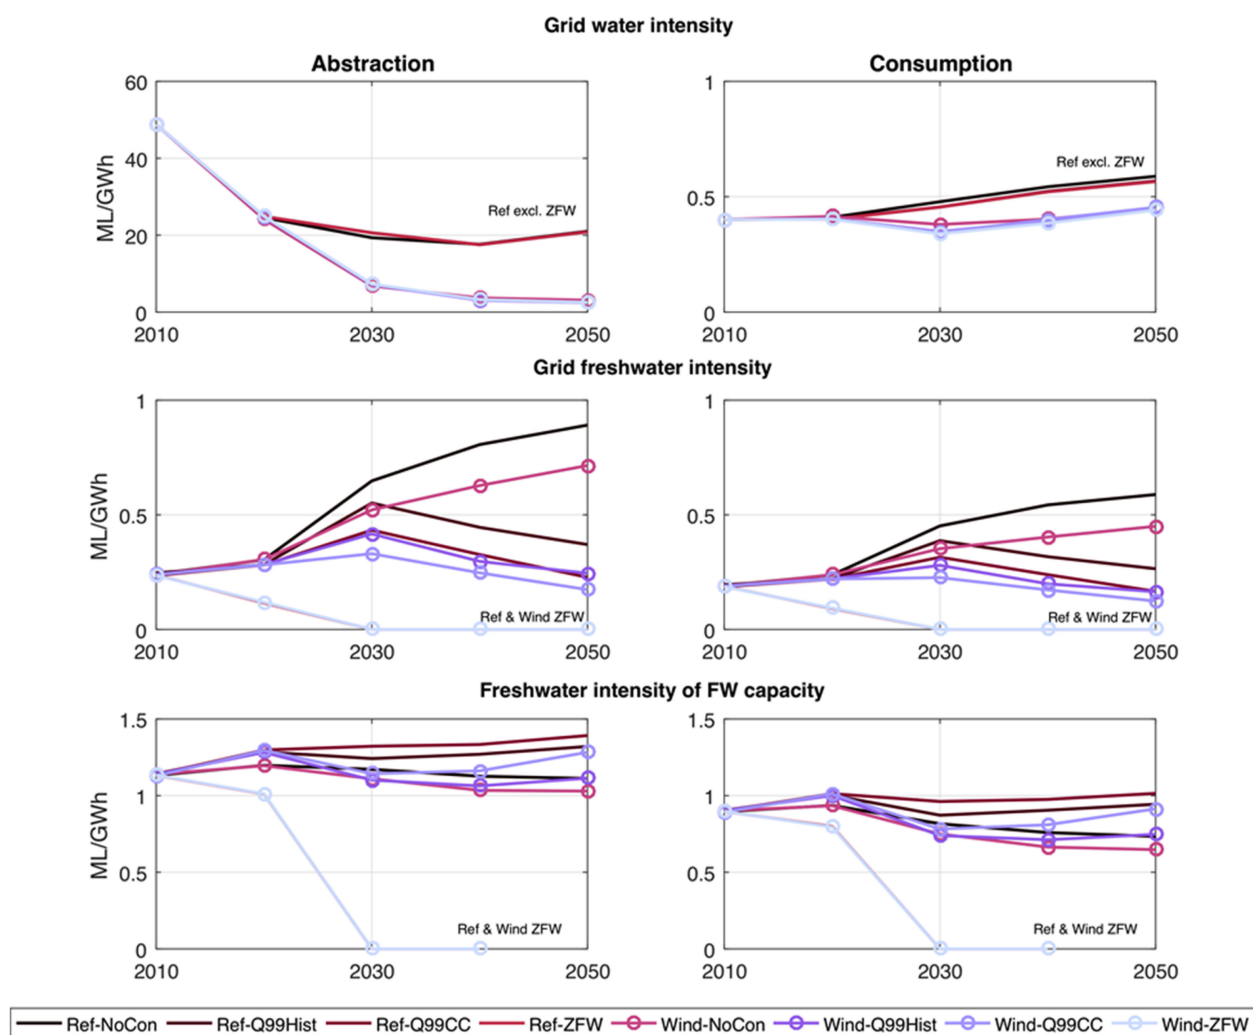 Grid water intensity
Abstraction
Consumption
60
40
20
0
ML/GWh
Ref excl. ZFW
2010
2030
2050
1
0.5
0
Ref excl. ZFW
2010
2030
2050
Grid freshwater intensity
1
0.5
0
ML/GWh
Ref & Wind ZFW
2010
2030
2050
1
0.5
0
Ref & Wind ZFW
2010
2030
2050
Freshwater intensity of FW capacity
1.5
1
0.5
0
ML/GWh
Ref & Wind ZFW
2010
2030
2050
1.5
1
0.5
0
Ref & Wind ZFW
2010
2030
2050
Ref-NoCon Ref-Q99Hist Ref-Q99CC Ref-ZFW Wind-NoCon Wind-Q99Hist Wind-Q99CC Wind-ZFW